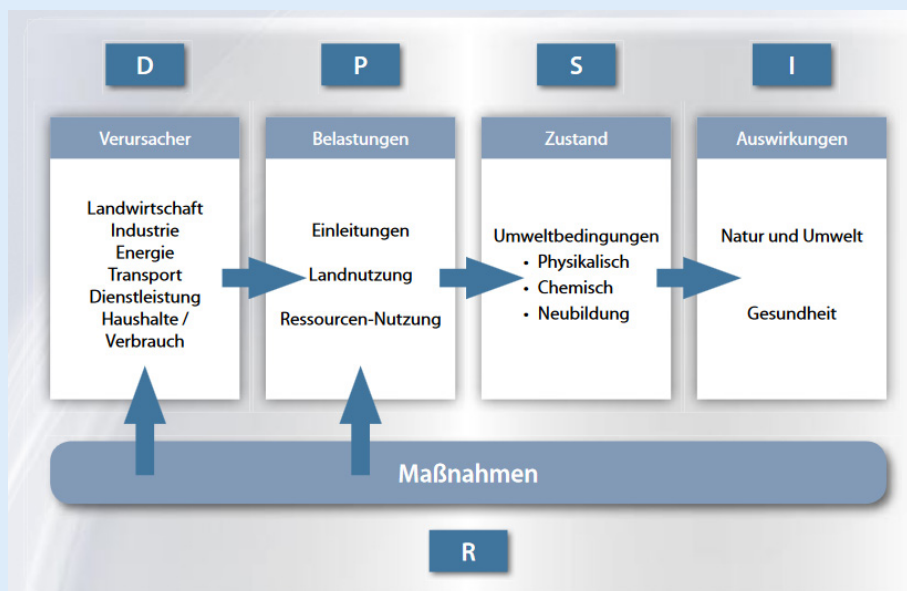 D
P
S
I
Verursacher
Belastungen
Zustand
Auswirkungen
Landwirtschaft
Industrie
Energie
Transport
Dienstleistung
Haushalte /
Verbrauch
Einleitungen
Landnutzung
Ressourcen-Nutzung
Umweltbedingungen
• Physikalisch
• Chemisch
• Neubildung
Natur und Umwelt
Gesundheit
Maßnahmen
R